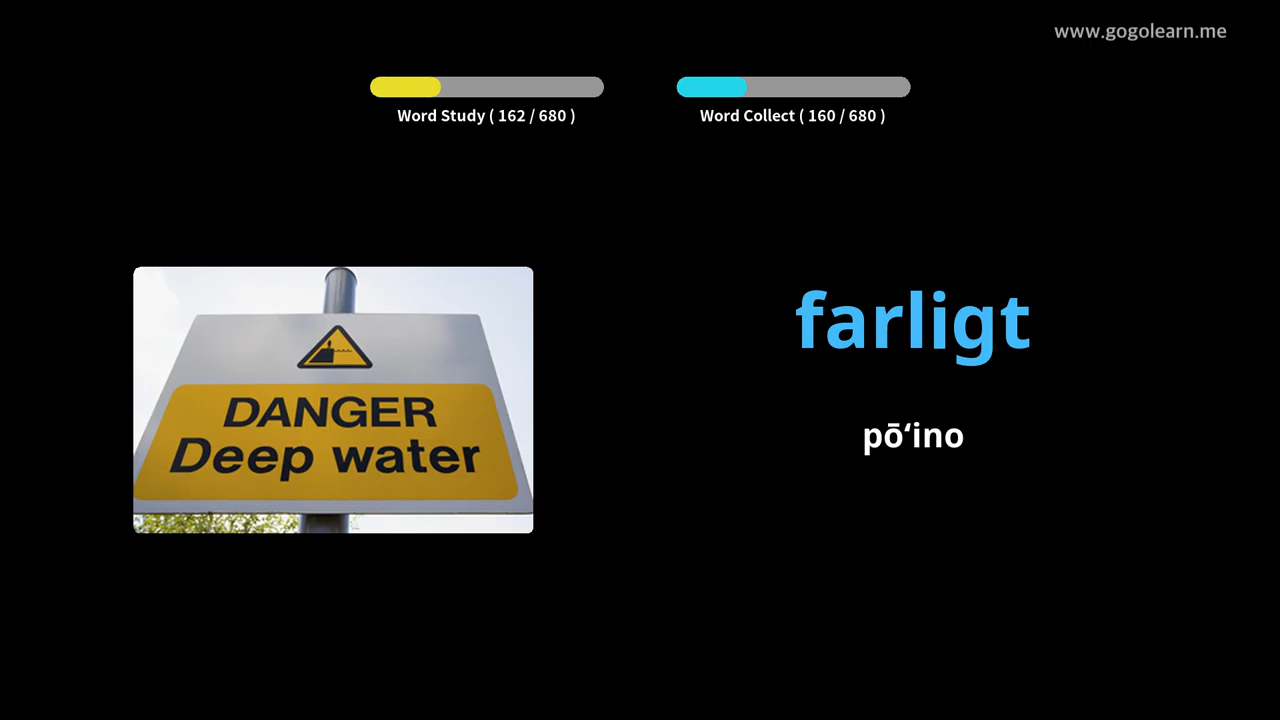 www.gogolearn.me
Word Study ( 162 / 680 )
Word Collect ( 160 / 680 )
DANGER
Deep water
farligt
pōʻino